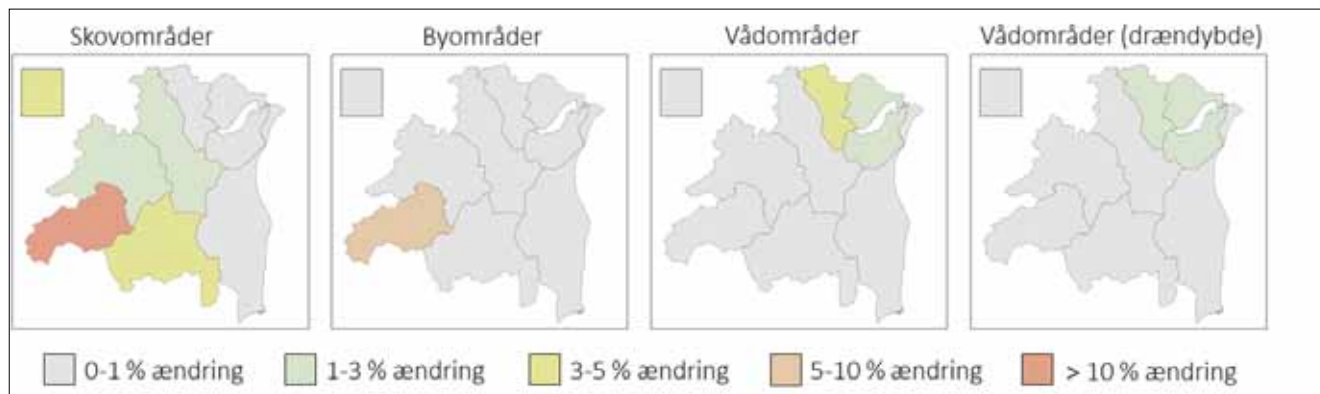 Skovområder Byområder Vådområder Vådområder (drændybde)
0-1 % ændring 1-3 % ændring 3-5 % ændring 5-10 % ændring > 10 % ændring